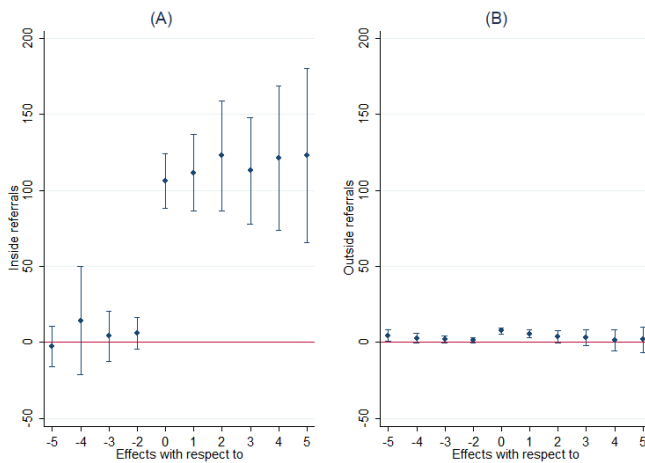 (A)
Inside referrals
200
150
100
50
0
-50
-5 -4 -3 -2 -1 0 1 2 3 4 5
Effects with respect to
(B)
Outside referrals
200
150
100
50
0
-50
-5 -4 -3 -2 -1 0 1 2 3 4 5
Effects with respect to